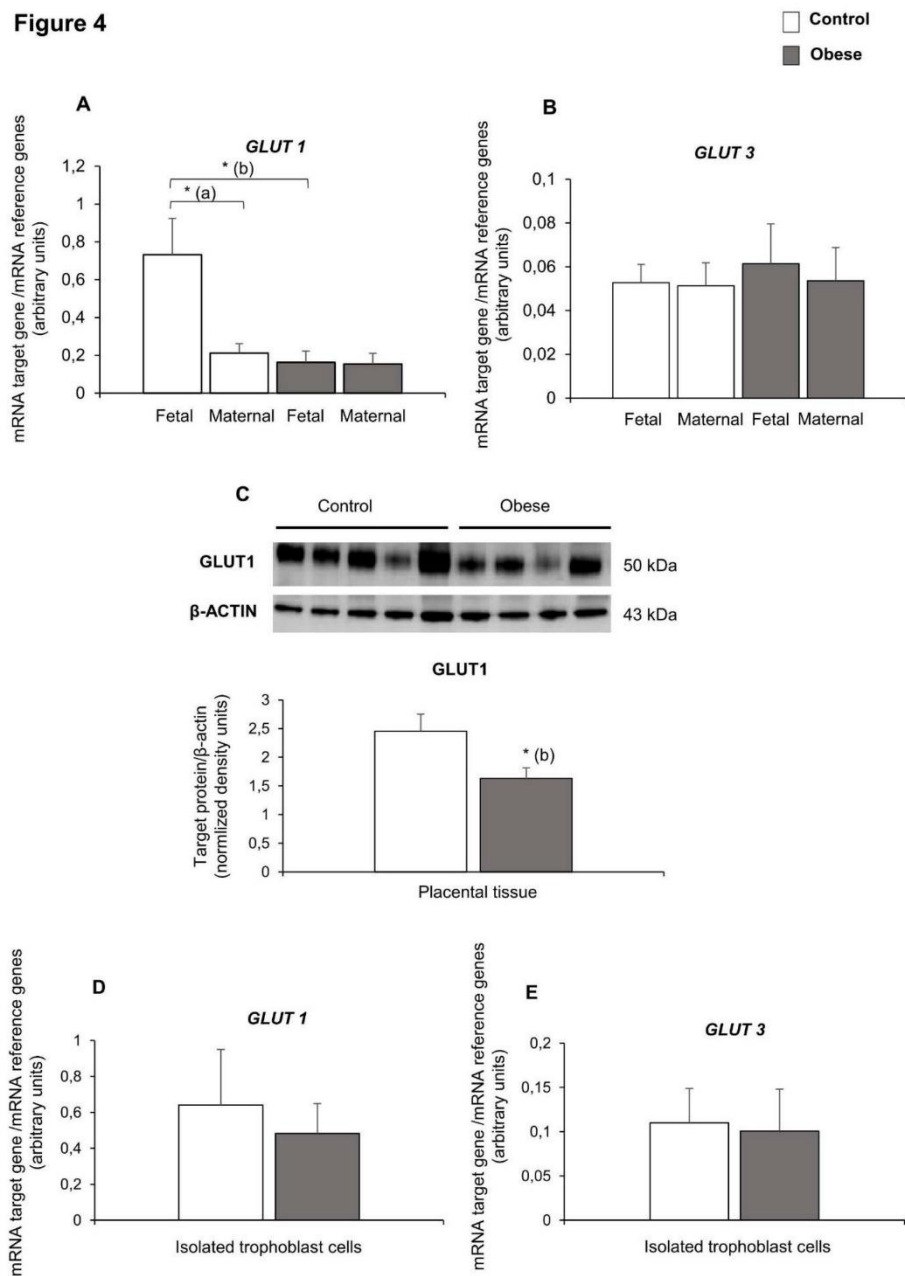 Figure 4
Control
Obese
A
GLUT 1
mRNA target gene /mRNA reference genes
(arbitrary units)
1,2
1
0,8
0,6
0,4
0,2
0
* (b)
* (a)
Fetal Maternal Fetal Maternal
B
GLUT 3
mRNA target gene /mRNA reference genes
(arbitrary units)
0,1
0,08
0,06
0,04
0,02
0
Fetal Maternal Fetal Maternal
C
Control Obese
GLUT1 50 kDa
β-ACTIN 43 kDa
GLUT1
Target protein/β-actin
(normlized density units)
3
2,5
2
1,5
1
0,5
0
* (b)
Placental tissue
D
GLUT 1
mRNA target gene /mRNA reference genes
(arbitrary units)
1
0,8
0,6
0,4
0,2
0
Isolated trophoblast cells
E
GLUT 3
mRNA target gene /mRNA reference genes
(arbitrary units)
0,2
0,15
0,1
0,05
0
Isolated trophoblast cells